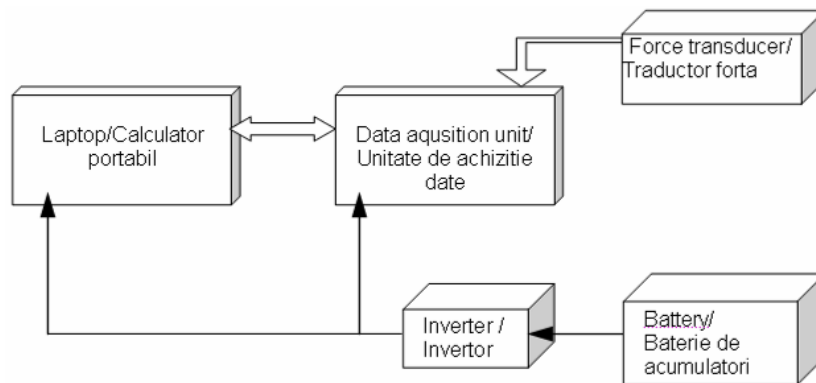 Force transducer/
Traductor forta
Laptop/Calculator
portabil
Data aqusition unit/
Unitate de achizitie
date
Inverter /
Invertor
Battery/
Baterie de
acumulatori